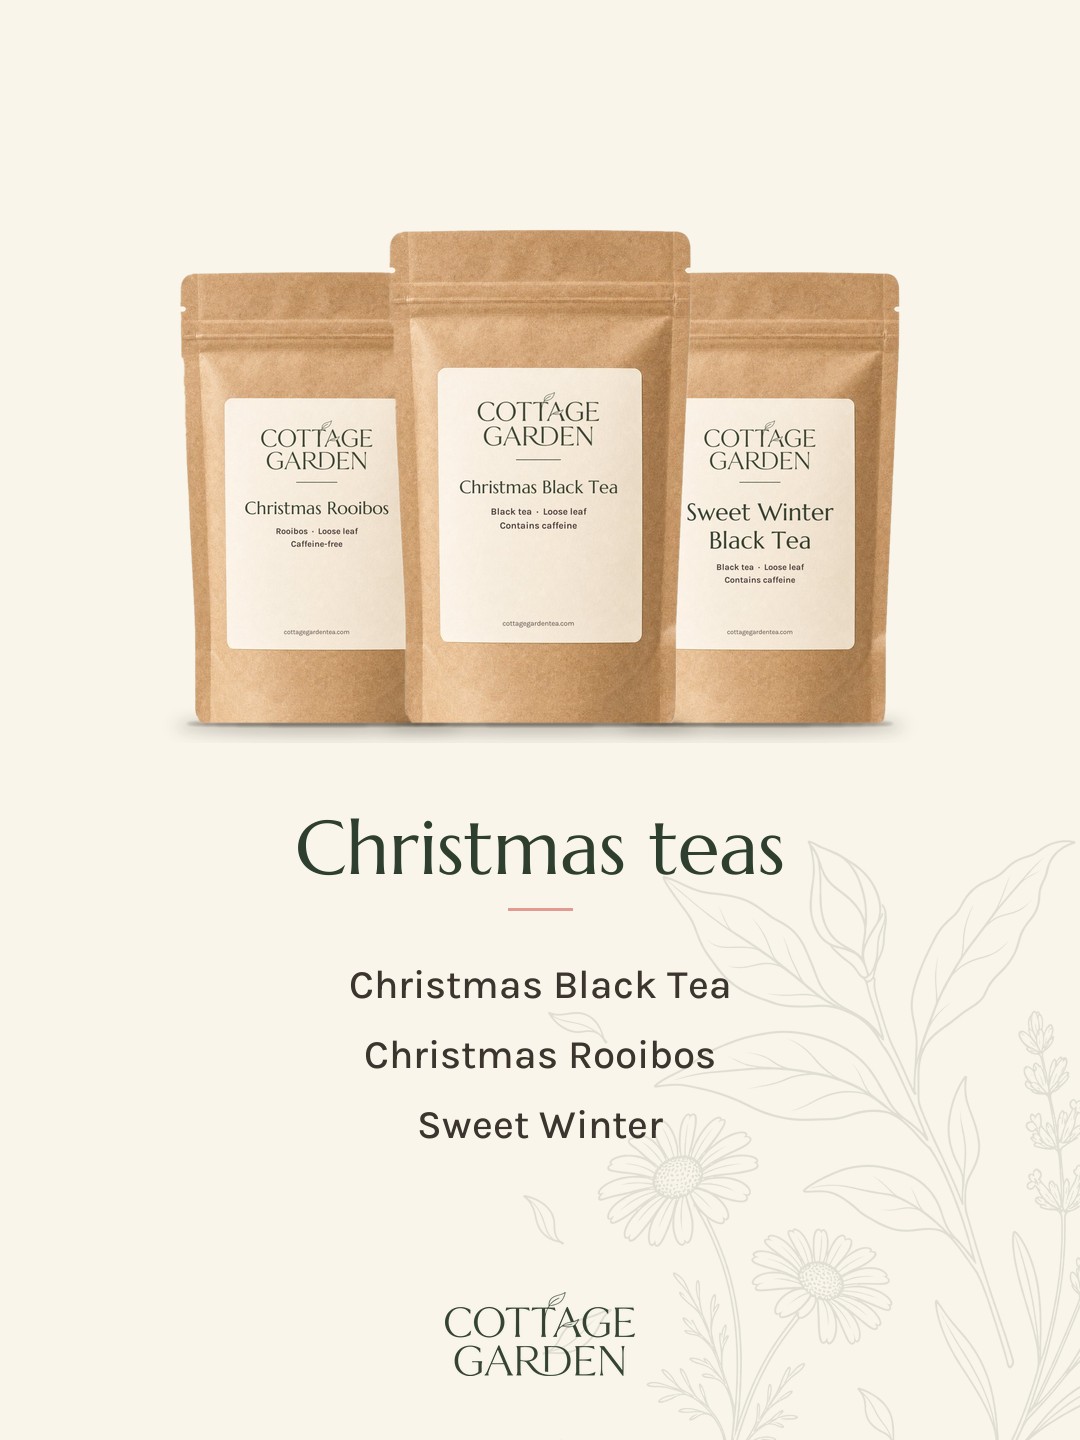 COTTAGE
GARDEN
Christmas Rooibos
Rooibos · Loose leaf
Caffeine-free
cottagegardentea.com
COTTAGE
GARDEN
Christmas Black Tea
Black tea · Loose leaf
Contains caffeine
cottagegardentea.com
COTTAGE
GARDEN
Sweet Winter
Black Tea
Black tea · Loose leaf
Contains caffeine
cottagegardentea.com
Christmas teas
Christmas Black Tea
Christmas Rooibos
Sweet Winter
COTTAGE
GARDEN